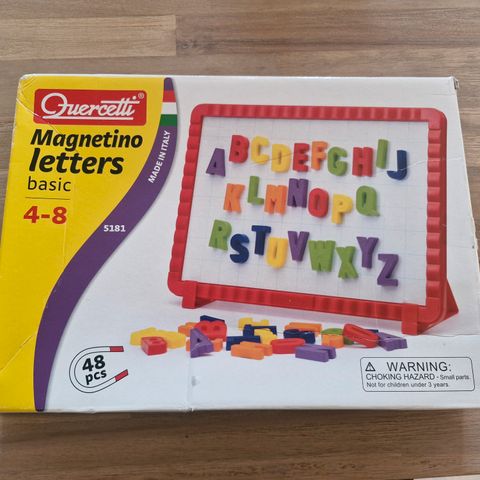 Quercetti®
Magnetino
letters
basic
4-8
MADE IN ITALY
5181
ABCDEFGHIJ
KLMNOPQ
RSTUVWXYZ
48
pcs
WARNING:
CHOKING HAZARD - Small parts.
Not for children under 3 years.